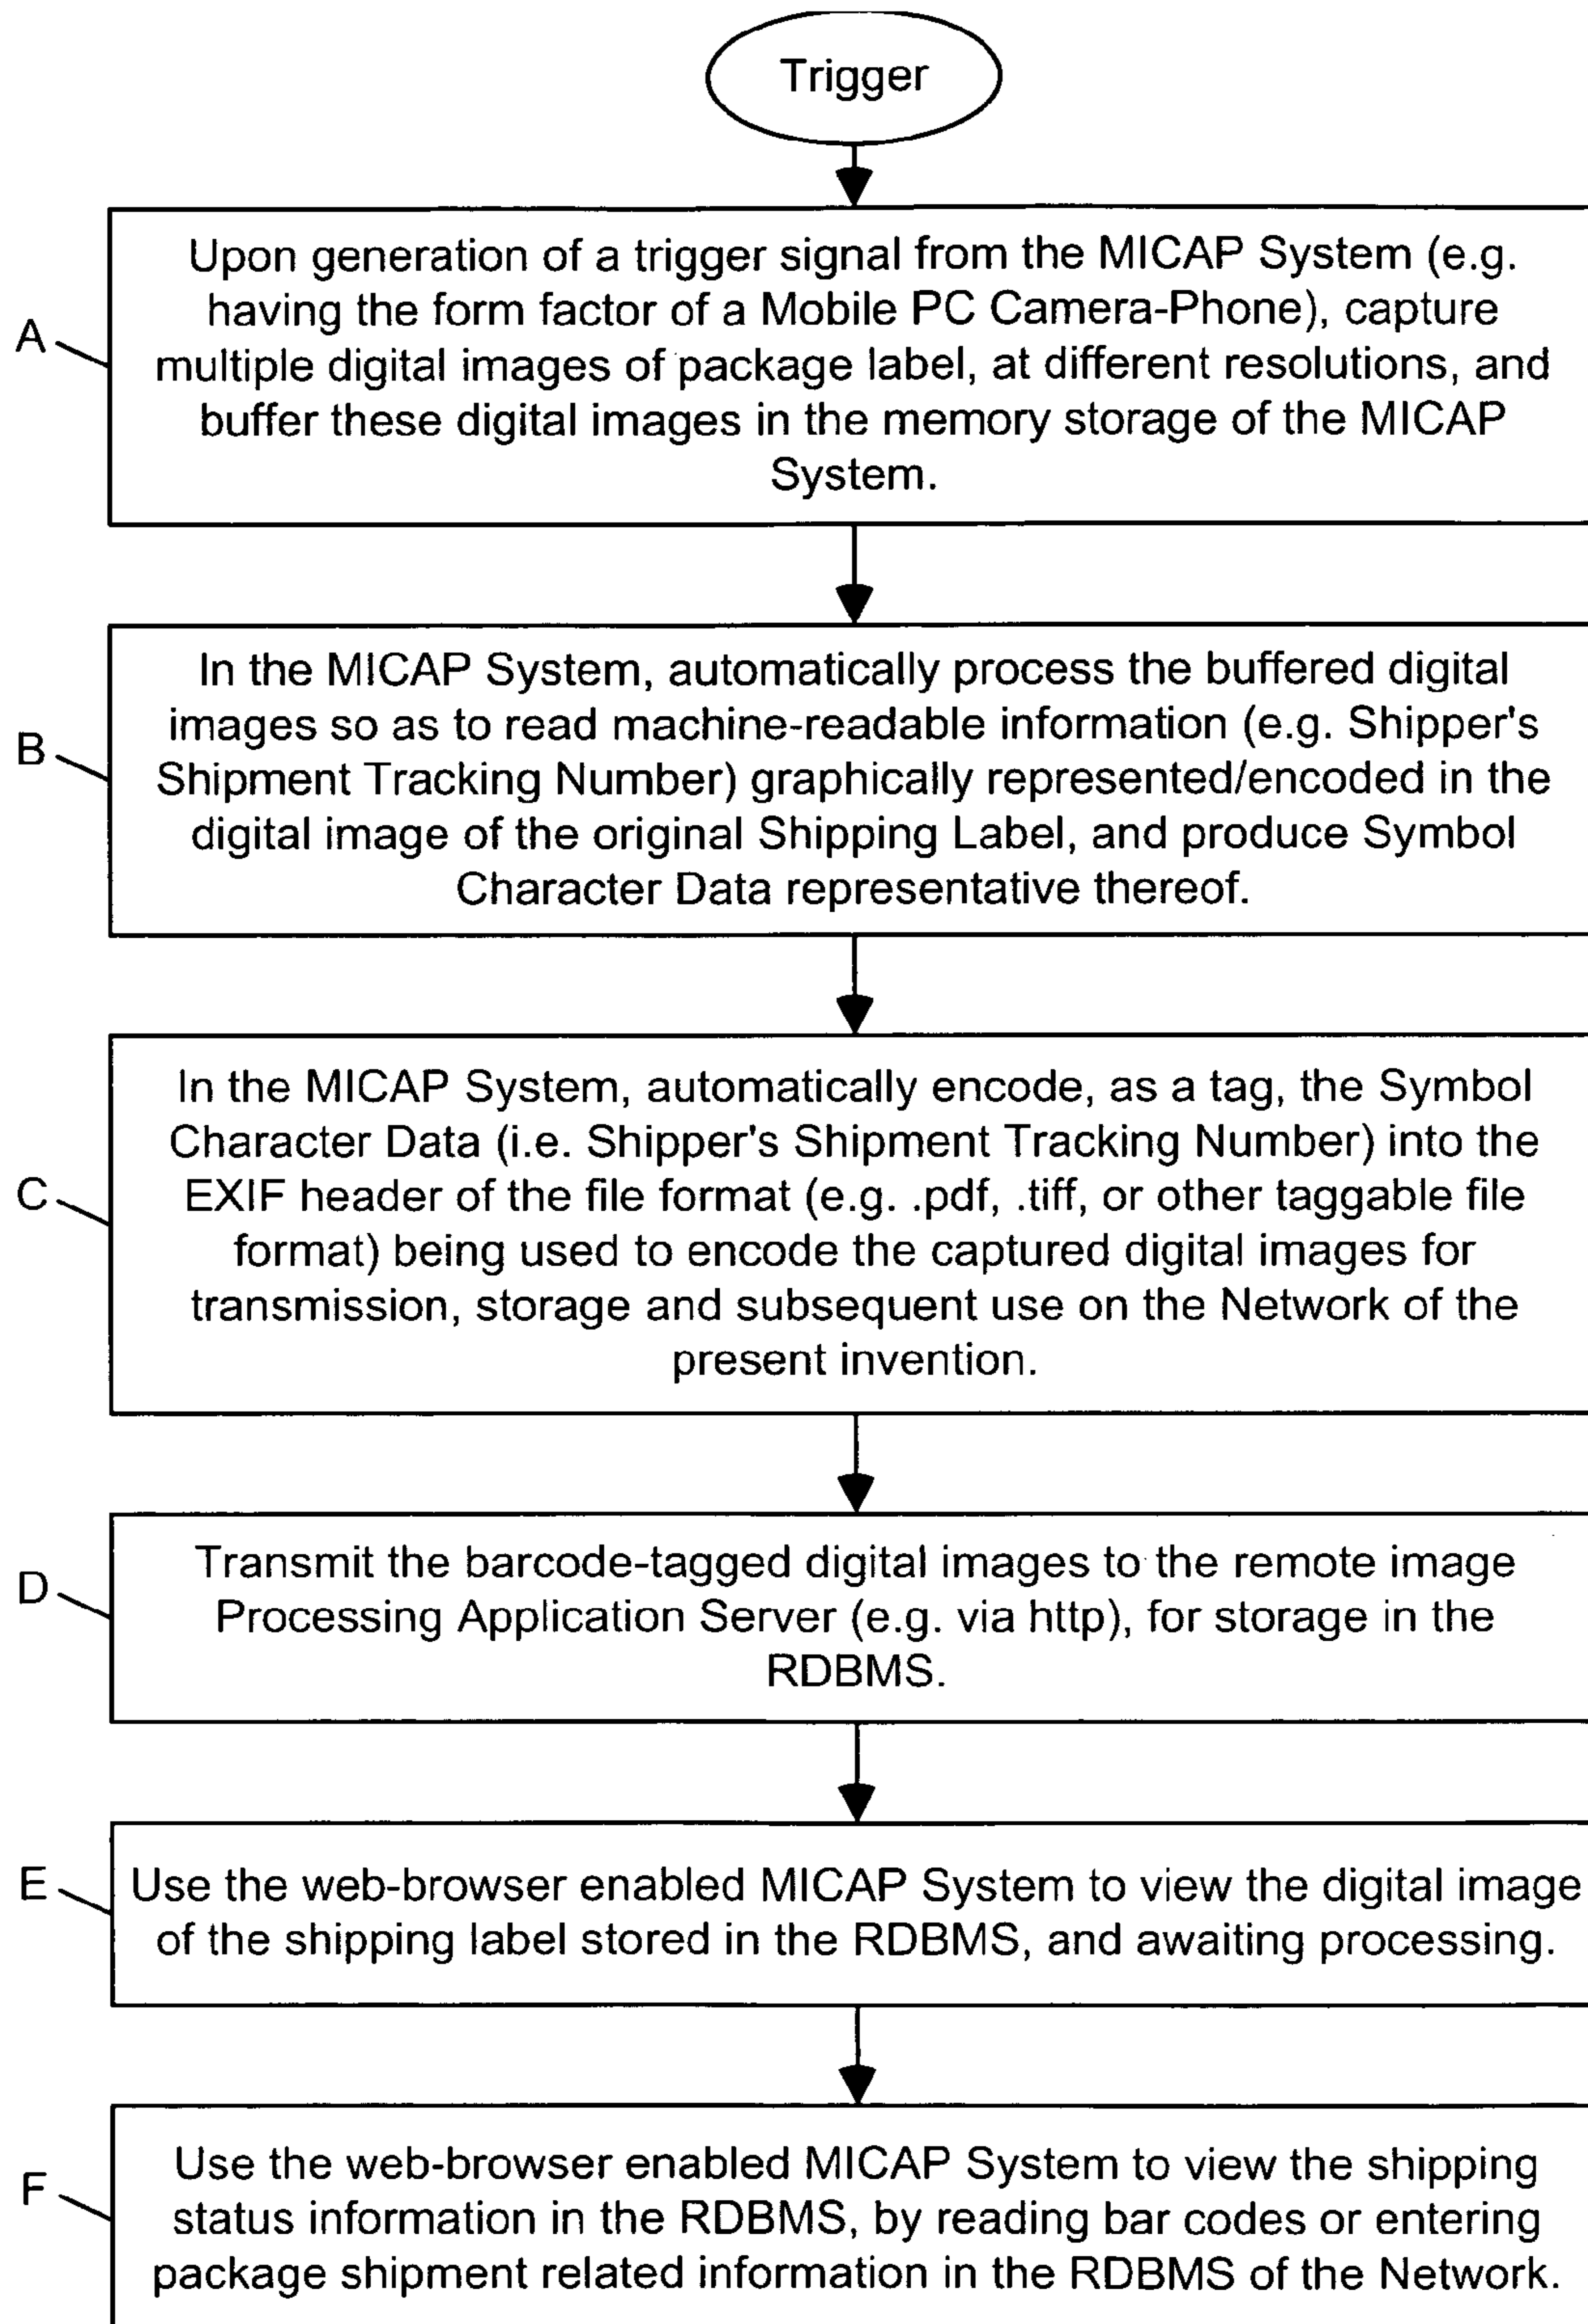 Trigger
A
Upon generation of a trigger signal from the MICAP System (e.g.
having the form factor of a Mobile PC Camera-Phone), capture
multiple digital images of package label, at different resolutions, and
buffer these digital images in the memory storage of the MICAP
System.
B
In the MICAP System, automatically process the buffered digital
images so as to read machine-readable information (e.g. Shipper's
Shipment Tracking Number) graphically represented/encoded in the
digital image of the original Shipping Label, and produce Symbol
Character Data representative thereof.
C
In the MICAP System, automatically encode, as a tag, the Symbol
Character Data (i.e. Shipper's Shipment Tracking Number) into the
EXIF header of the file format (e.g. .pdf, .tiff, or other taggable file
format) being used to encode the captured digital images for
transmission, storage and subsequent use on the Network of the
present invention.
D
Transmit the barcode-tagged digital images to the remote image
Processing Application Server (e.g. via http), for storage in the
RDBMS.
E
Use the web-browser enabled MICAP System to view the digital image
of the shipping label stored in the RDBMS, and awaiting processing.
F
Use the web-browser enabled MICAP System to view the shipping
status information in the RDBMS, by reading bar codes or entering
package shipment related information in the RDBMS of the Network.